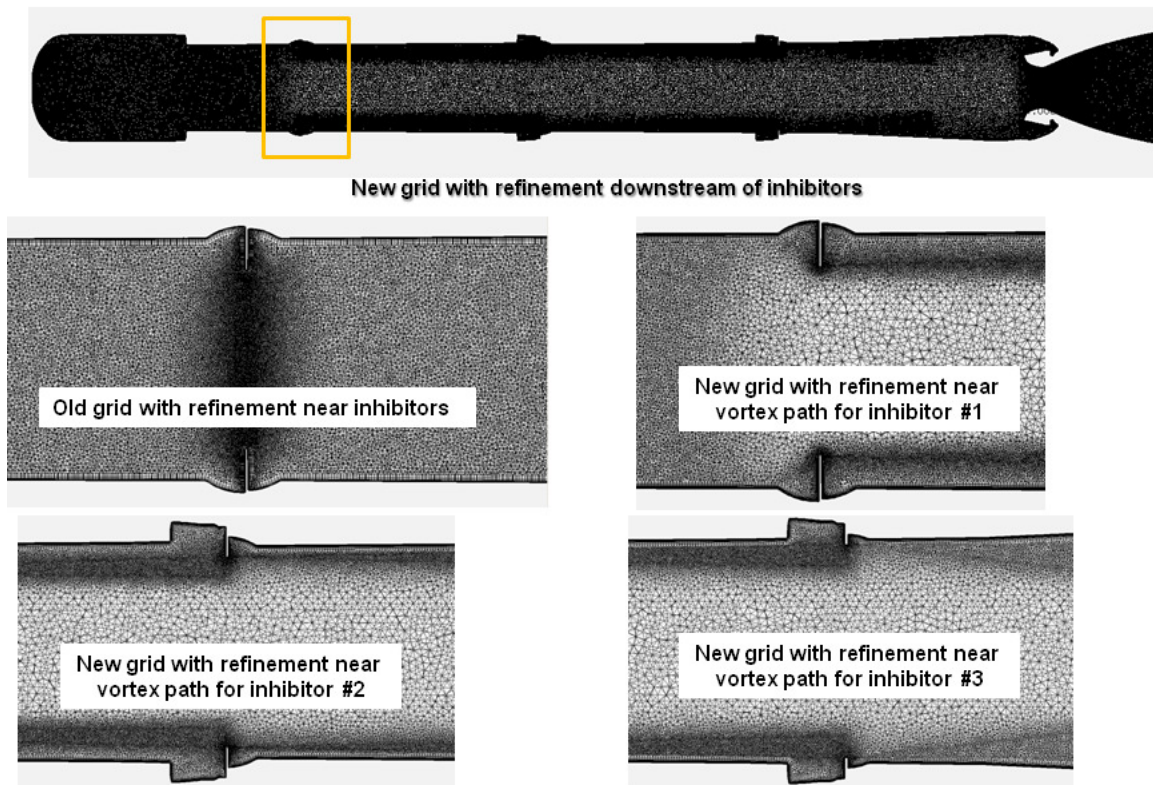 New grid with refinement downstream of inhibitors
Old grid with refinement near inhibitors
New grid with refinement near
vortex path for inhibitor #1
New grid with refinement near
vortex path for inhibitor #2
New grid with refinement near
vortex path for inhibitor #3